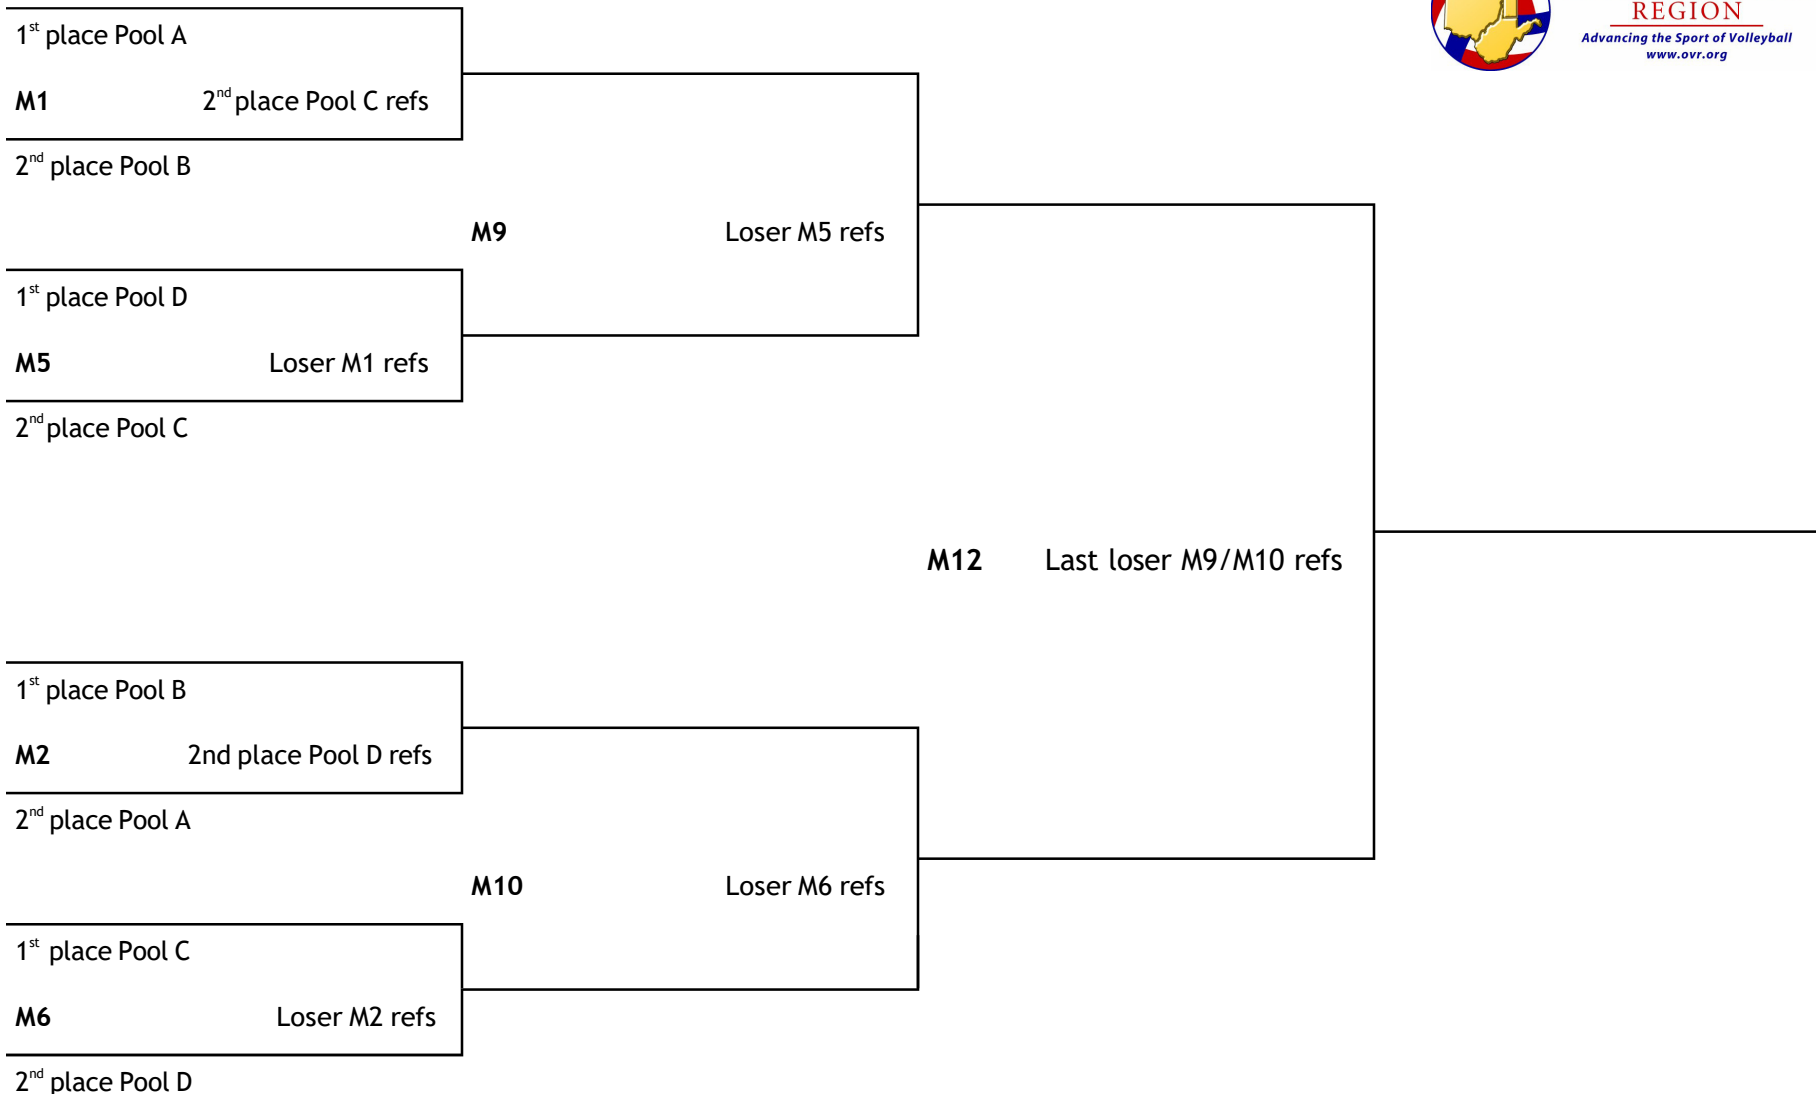 REGION
Advancing the Sport of Volleyball
www.ovr.org
1st place Pool A
M1 2nd place Pool C refs
2nd place Pool B
M9 Loser M5 refs
1st place Pool D
M5 Loser M1 refs
2nd place Pool C
M12 Last loser M9/M10 refs
1st place Pool B
M2 2nd place Pool D refs
2nd place Pool A
M10 Loser M6 refs
1st place Pool C
M6 Loser M2 refs
2nd place Pool D